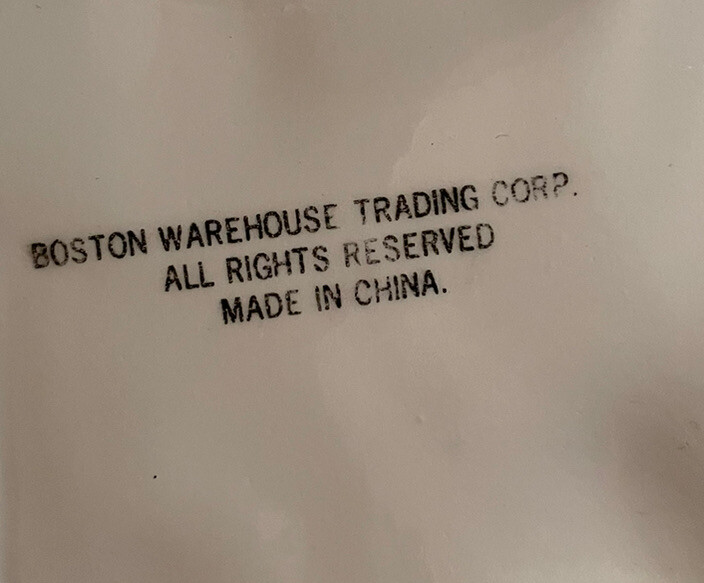 BOSTON WAREHOUSE TRADING CORP.
ALL RIGHTS RESERVED
MADE IN CHINA.